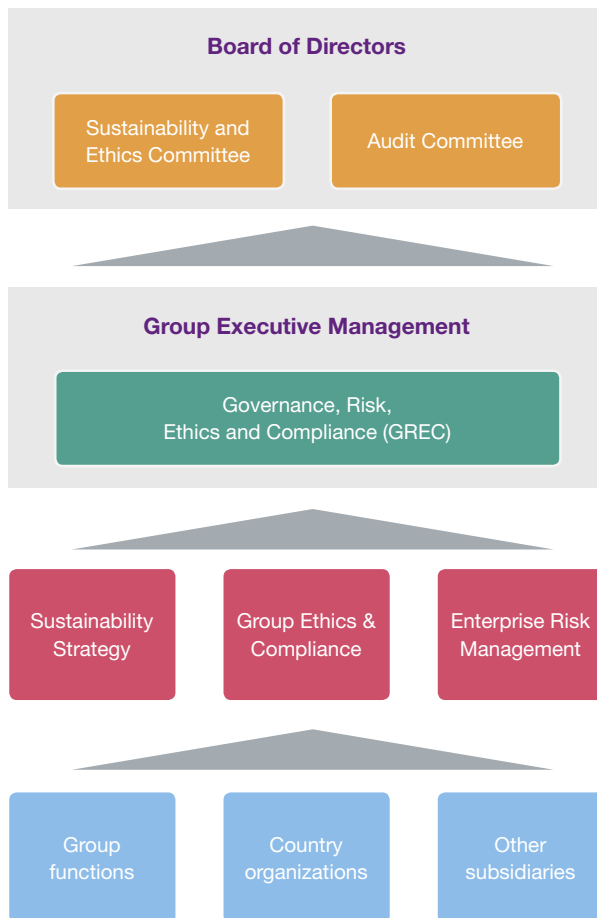 Board of Directors
Sustainability and
Ethics Committee
Audit Committee
Group Executive Management
Governance, Risk,
Ethics and Compliance (GREC)
Sustainability
Strategy
Group Ethics &
Compliance
Enterprise Risk
Management
Group
functions
Country
organizations
Other
subsidiaries